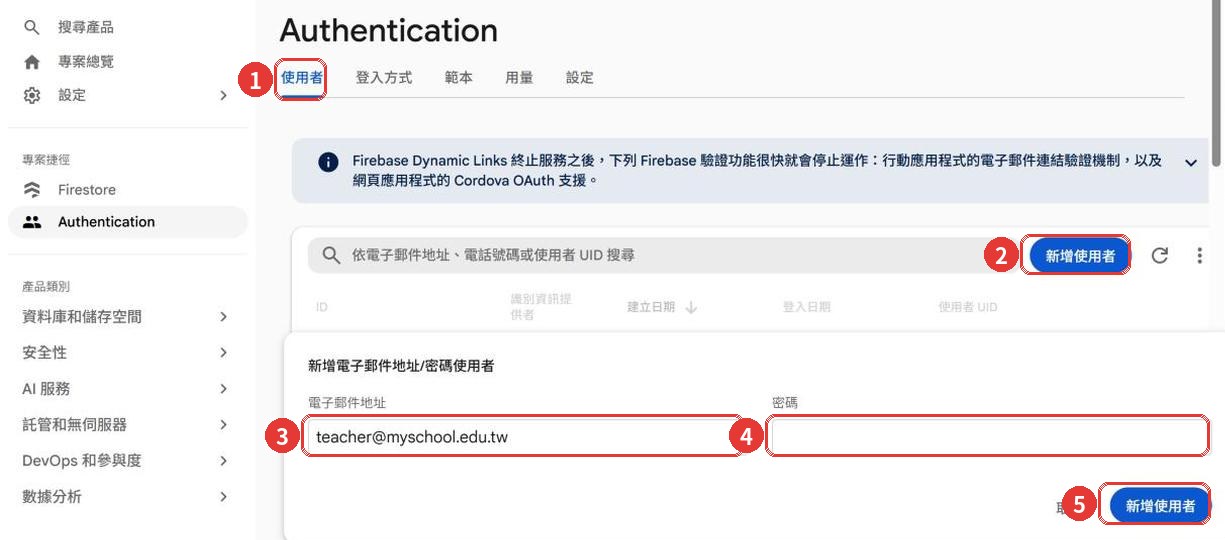 搜尋產品
專案總覽
設定
專案捷徑
Firestore
Authentication
產品類別
資料庫和儲存空間
安全性
AI 服務
託管和無伺服器
DevOps 和參與度
數據分析
Authentication
1 使用者 登入方式 範本 用量 設定
Firebase Dynamic Links 終止服務之後，下列 Firebase 驗證功能很快就會停止運作：行動應用程式的電子郵件連結驗證機制，以及
網頁應用程式的 Cordova OAuth 支援。
依電子郵件地址、電話號碼或使用者 UID 搜尋 2 新增使用者
ID 識別資訊提供者 建立日期 登入日期 使用者 UID
新增電子郵件地址/密碼使用者
電子郵件地址 密碼
3 teacher@myschool.edu.tw 4
5 新增使用者